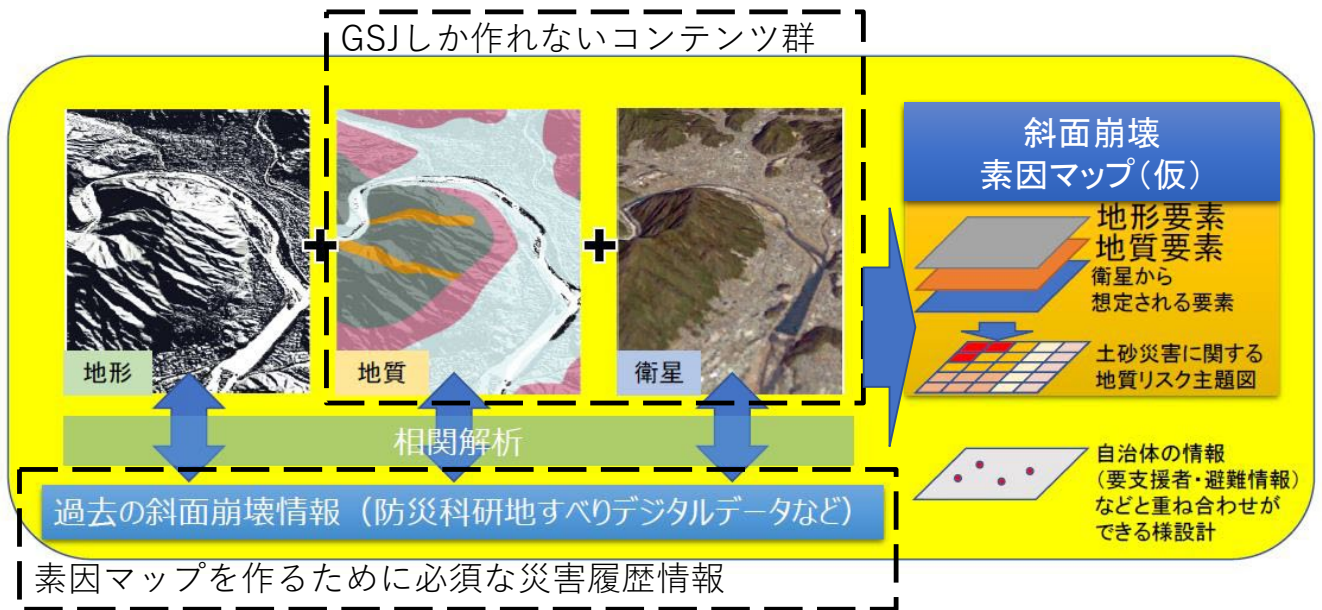 GSJしか作れないコンテンツ群
地形
地質
衛星
相関解析
過去の斜面崩壊情報（防災科研地すべりデジタルデータなど）
素因マップを作るために必須な災害履歴情報
斜面崩壊
素因マップ（仮）
地形要素
地質要素
衛星から
想定される要素
土砂災害に関する
地質リスク主題図
自治体の情報
（要支援者・避難情報）
などと重ね合わせが
できる様設計